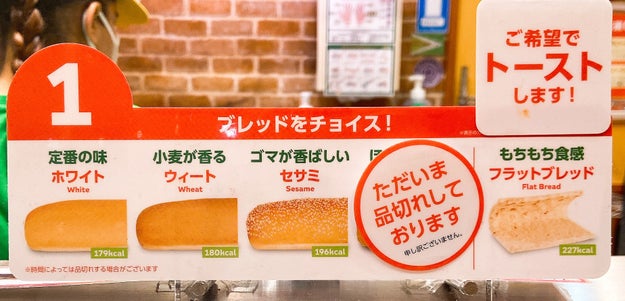 ご希望で
トースト
します！
1
ブレッドをチョイス！
定番の味
ホワイト
White
179kcal
小麦が香る
ウィート
Wheat
180kcal
ゴマが香ばしい
セサミ
Sesame
196kcal
ほ
ただいま
品切れして
おります
申し訳ございません。
もちもち食感
フラットブレッド
Flat Bread
227kcal
※時間によっては品切する場合がございます